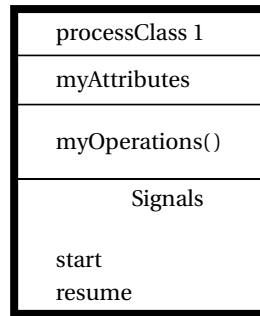 processClass 1
myAttributes
myOperations()
Signals
start
resume